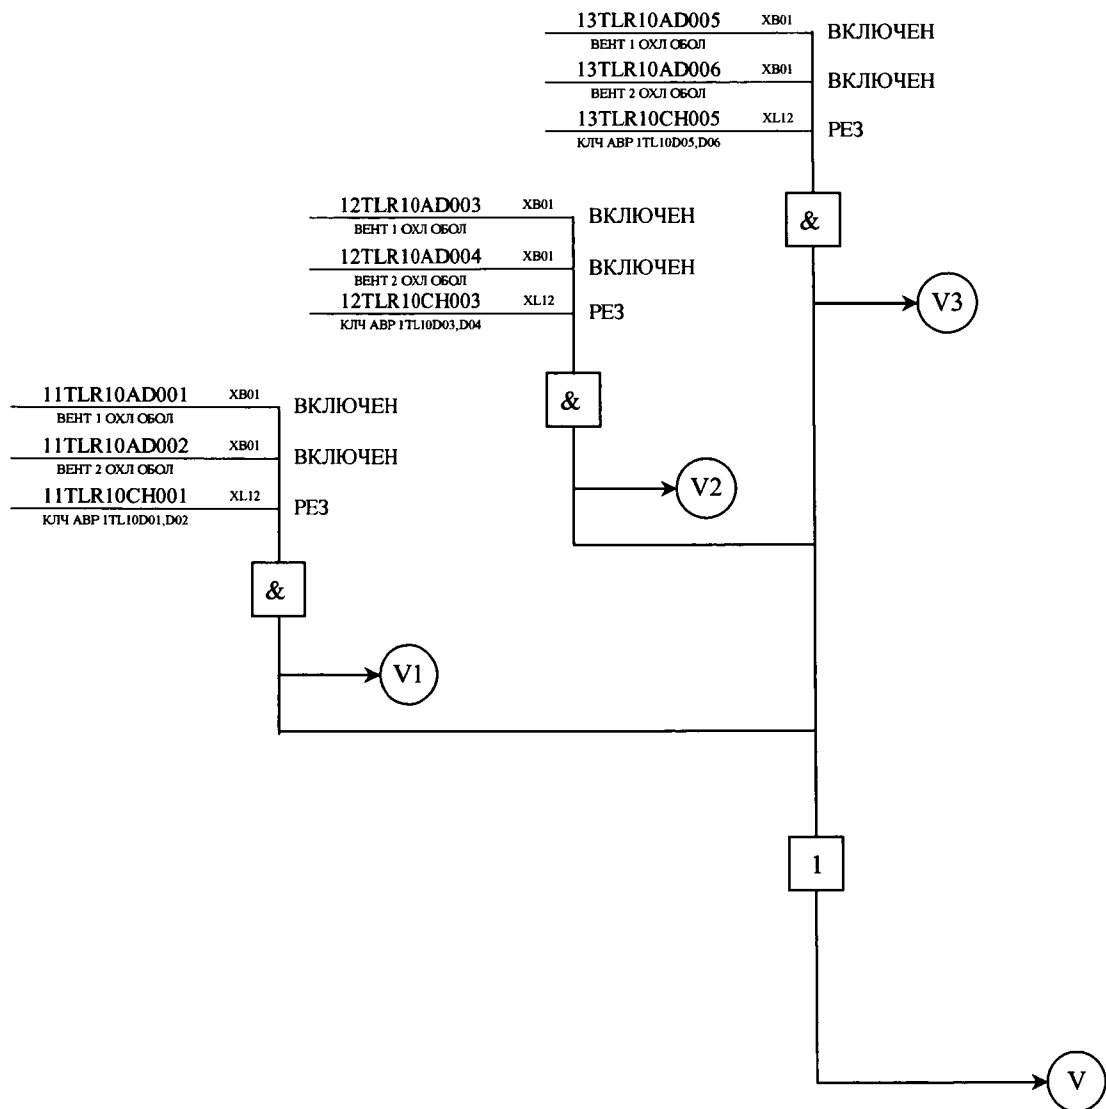 13TLR10AD005 XB01 ВКЛЮЧЕН
ВЕНТ 1 ОХЛ ОБОЛ
13TLR10AD006 XB01 ВКЛЮЧЕН
ВЕНТ 2 ОХЛ ОБОЛ
13TLR10CH005 XL12 РЕЗ
КЛЧ АВР 1TL10D05,D06
&
12TLR10AD003 XB01 ВКЛЮЧЕН
ВЕНТ 1 ОХЛ ОБОЛ
12TLR10AD004 XB01 ВКЛЮЧЕН
ВЕНТ 2 ОХЛ ОБОЛ
12TLR10CH003 XL12 РЕЗ
КЛЧ АВР 1TL10D03,D04
V3
&
11TLR10AD001 XB01 ВКЛЮЧЕН
ВЕНТ 1 ОХЛ ОБОЛ
11TLR10AD002 XB01 ВКЛЮЧЕН
ВЕНТ 2 ОХЛ ОБОЛ
11TLR10CH001 XL12 РЕЗ
КЛЧ АВР 1TL10D01,D02
V2
&
V1
1
V